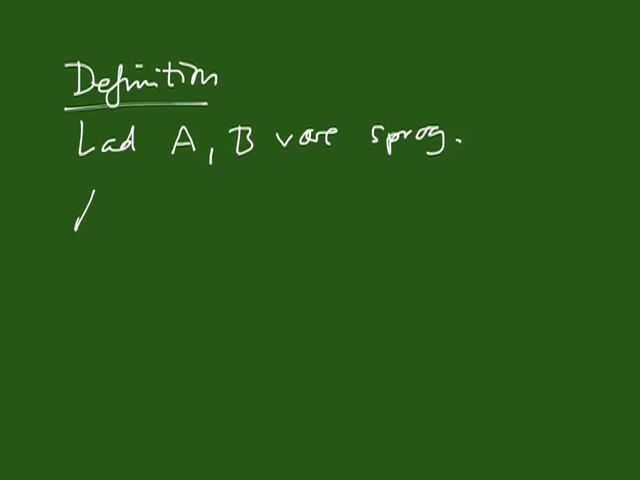 Definition
Lad A, B være sprog.